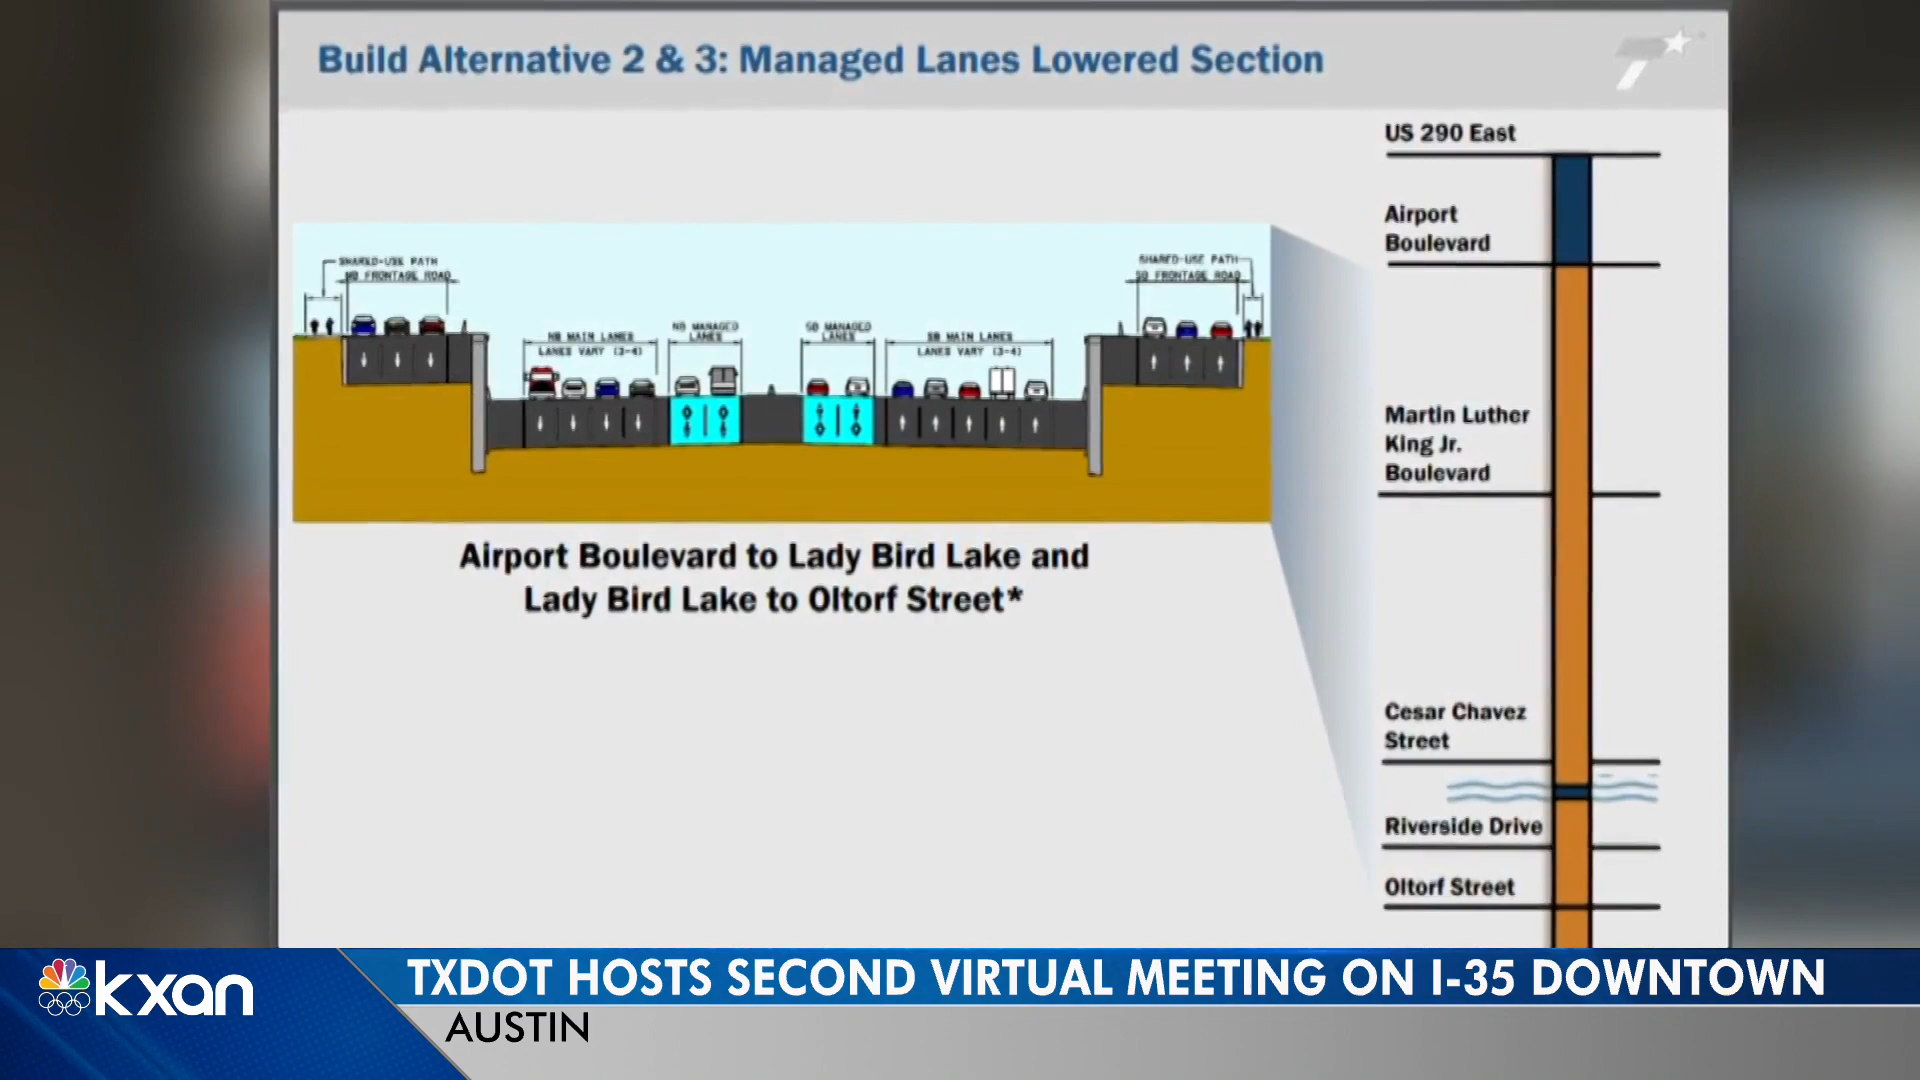 Build Alternative 2 & 3: Managed Lanes Lowered Section
US 290 East
Airport
Boulevard
SHARED-USE PATH
NB FRONTAGE ROAD
SHARED-USE PATH
SB FRONTAGE ROAD
NB MAIN LANES
LANES VARY (3-4)
NB MANAGED
LANES
SB MANAGED
LANES
SB MAIN LANES
LANES VARY (3-4)
Martin Luther
King Jr.
Boulevard
Airport Boulevard to Lady Bird Lake and
Lady Bird Lake to Oltorf Street*
Cesar Chavez
Street
Riverside Drive
Oltorf Street
kxan
TXDOT HOSTS SECOND VIRTUAL MEETING ON I-35 DOWNTOWN
AUSTIN